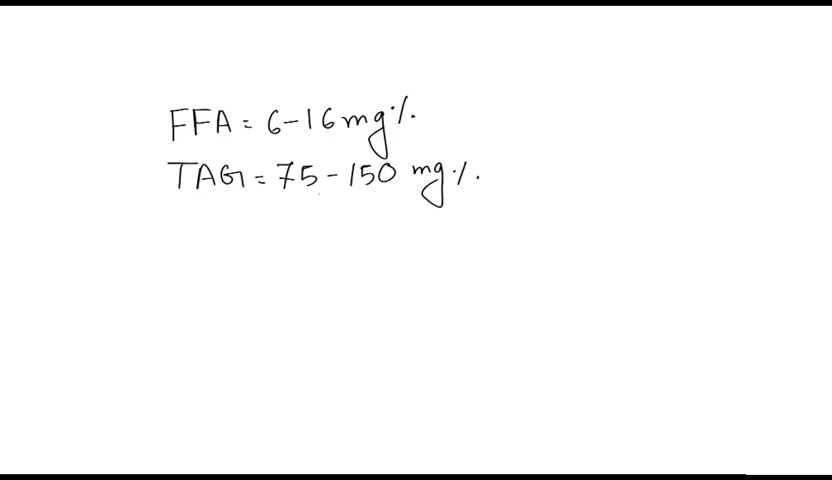 FFA = 6-16 mg%
TAG = 75-150 mg%